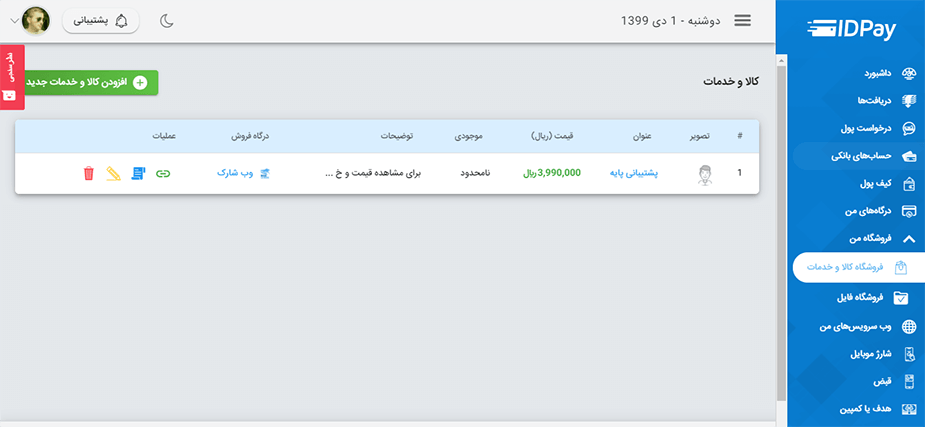 IDPay
دوشنبه - 1 دی 1399
پشتیبانی
نظرسنجی
کالا و خدمات
افزودن کالا و خدمات جدید
# تصویر عنوان قیمت (ریال) موجودی توضیحات درگاه فروش عملیات
1 پشتیبانی پایه 3,990,000 ریال نامحدود برای مشاهده قیمت و خ ... وب شارک
داشبورد
دریافت‌ها
درخواست پول
حساب‌های بانکی
کیف پول
درگاه‌های من
فروشگاه من
فروشگاه کالا و خدمات
فروشگاه فایل
وب سرویس‌های من
شارژ موبایل
قبض
هدف یا کمپین